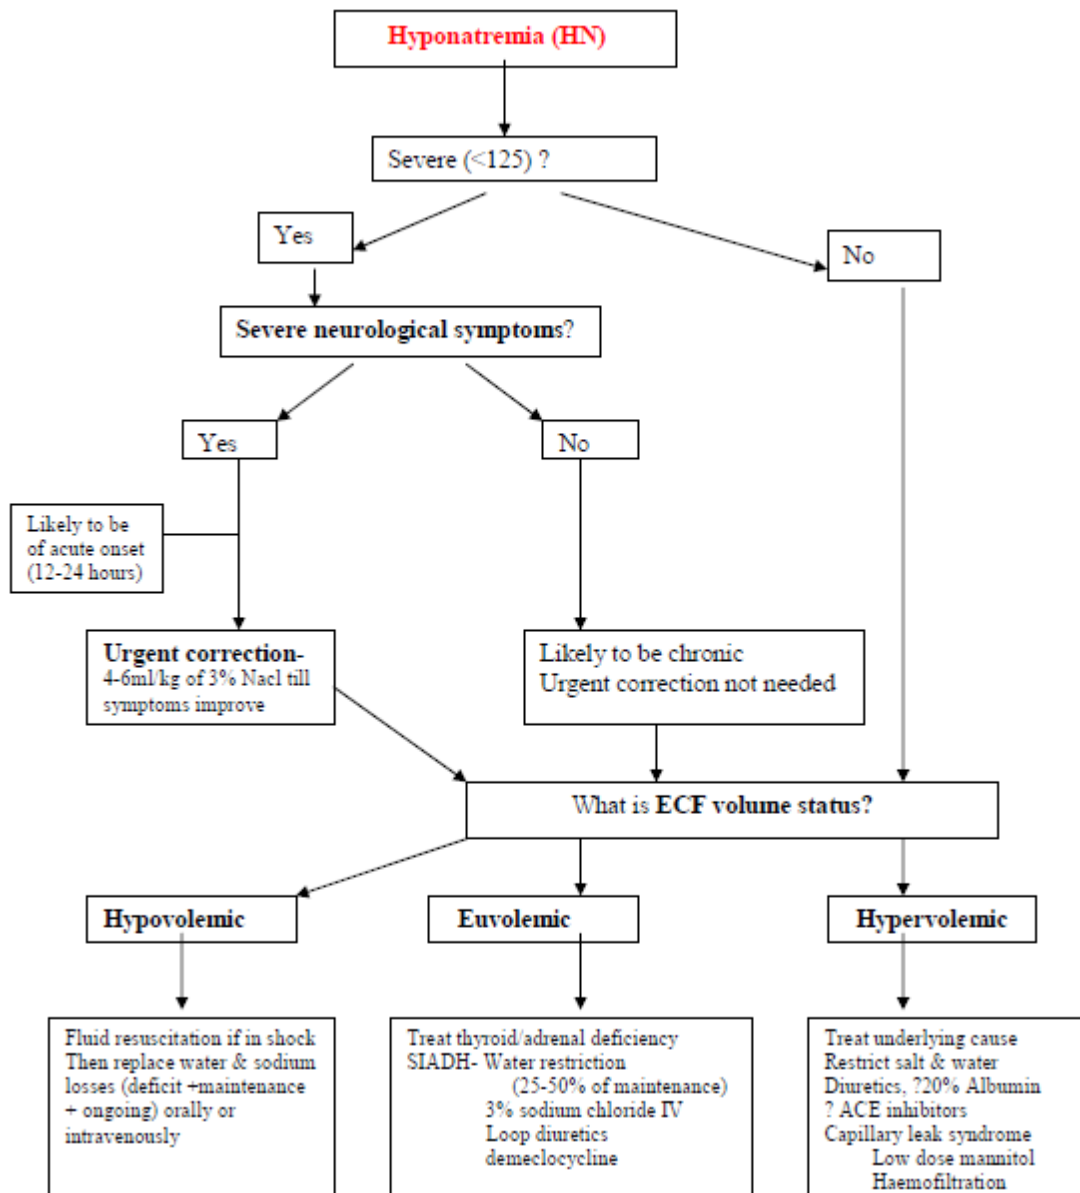 Hyponatremia (HN)
Severe (<125) ?
Yes
No
Severe neurological symptoms?
Yes
No
Likely to be
of acute onset
(12-24 hours)
Urgent correction-
4-6ml/kg of 3% Nacl till
symptoms improve
Likely to be chronic
Urgent correction not needed
What is ECF volume status?
Hypovolemic
Euvolemic
Hypervolemic
Fluid resuscitation if in shock
Then replace water & sodium
losses (deficit +maintenance
+ ongoing) orally or
intravenously
Treat thyroid/adrenal deficiency
SIADH- Water restriction
(25-50% of maintenance)
3% sodium chloride IV
Loop diuretics
demeclocycline
Treat underlying cause
Restrict salt & water
Diuretics, ?20% Albumin
? ACE inhibitors
Capillary leak syndrome
Low dose mannitol
Haemofiltration